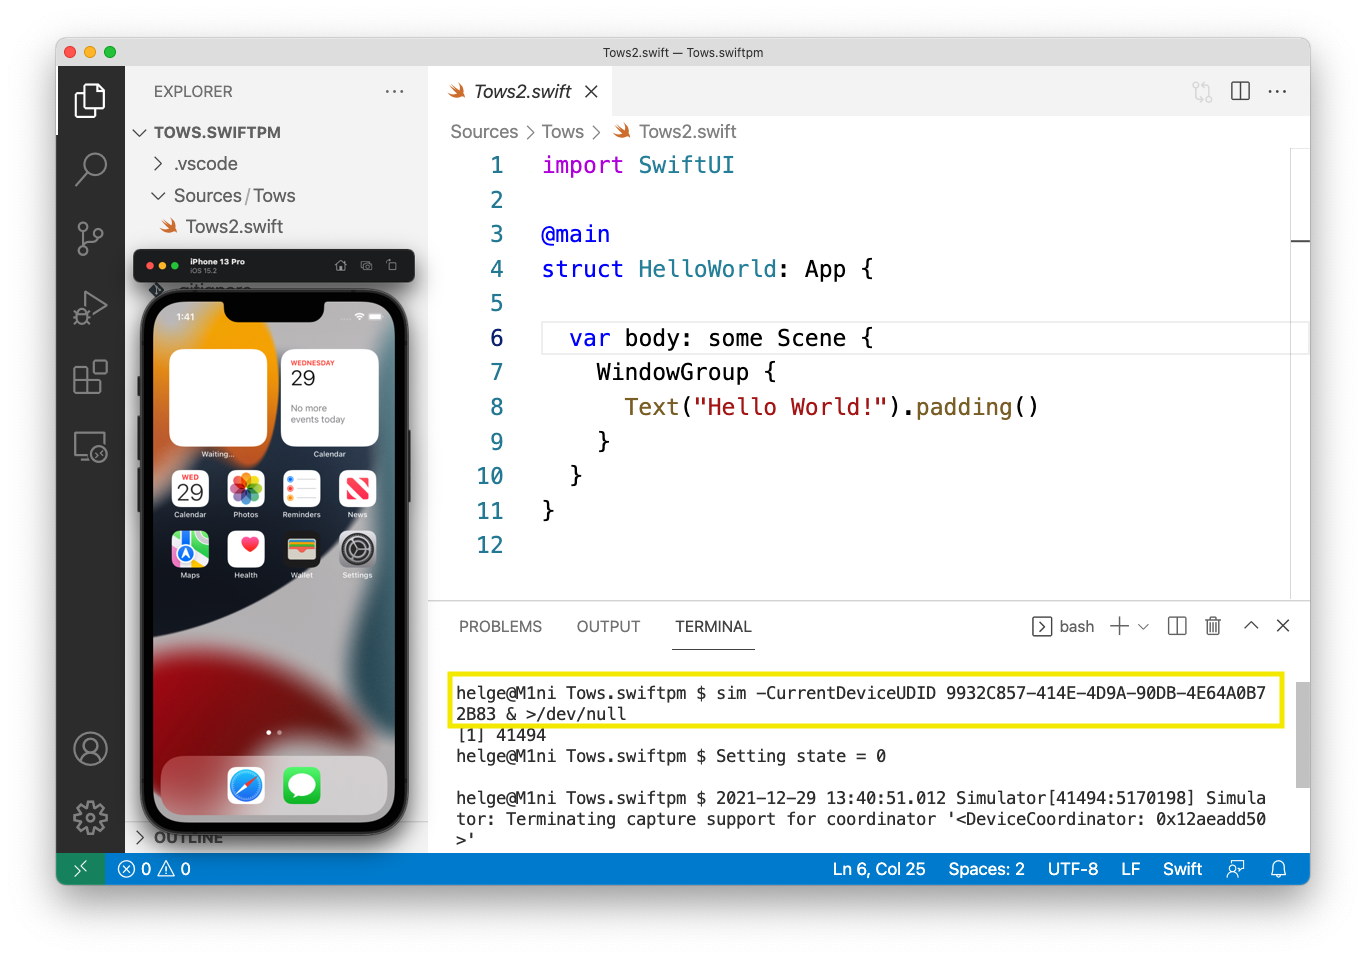 Tows2.swift — Tows.swiftpm
EXPLORER
TOWS.SWIFTPM
.vscode
Sources / Tows
Tows2.swift
iPhone 13 Pro
iOS 15.2
.gitignore
1:41
WEDNESDAY
29
No more
events today
Waiting...
Calendar
WED
29
Calendar
Photos
Reminders
News
Maps
Health
Wallet
Settings
OUTLINE
Tows2.swift
Sources > Tows > Tows2.swift
1 import SwiftUI
2
3 @main
4 struct HelloWorld: App {
5
6 var body: some Scene {
7 WindowGroup {
8 Text("Hello World!").padding()
9 }
10 }
11 }
12
PROBLEMS OUTPUT TERMINAL
bash
helge@M1ni Tows.swiftpm $ sim -CurrentDeviceUDID 9932C857-414E-4D9A-90DB-4E64A0B7
2B83 & >/dev/null
[1] 41494
helge@M1ni Tows.swiftpm $ Setting state = 0
helge@M1ni Tows.swiftpm $ 2021-12-29 13:40:51.012 Simulator[41494:5170198] Simula
tor: Terminating capture support for coordinator '<DeviceCoordinator: 0x12aeadd50
>'
0 0
Ln 6, Col 25 Spaces: 2 UTF-8 LF Swift